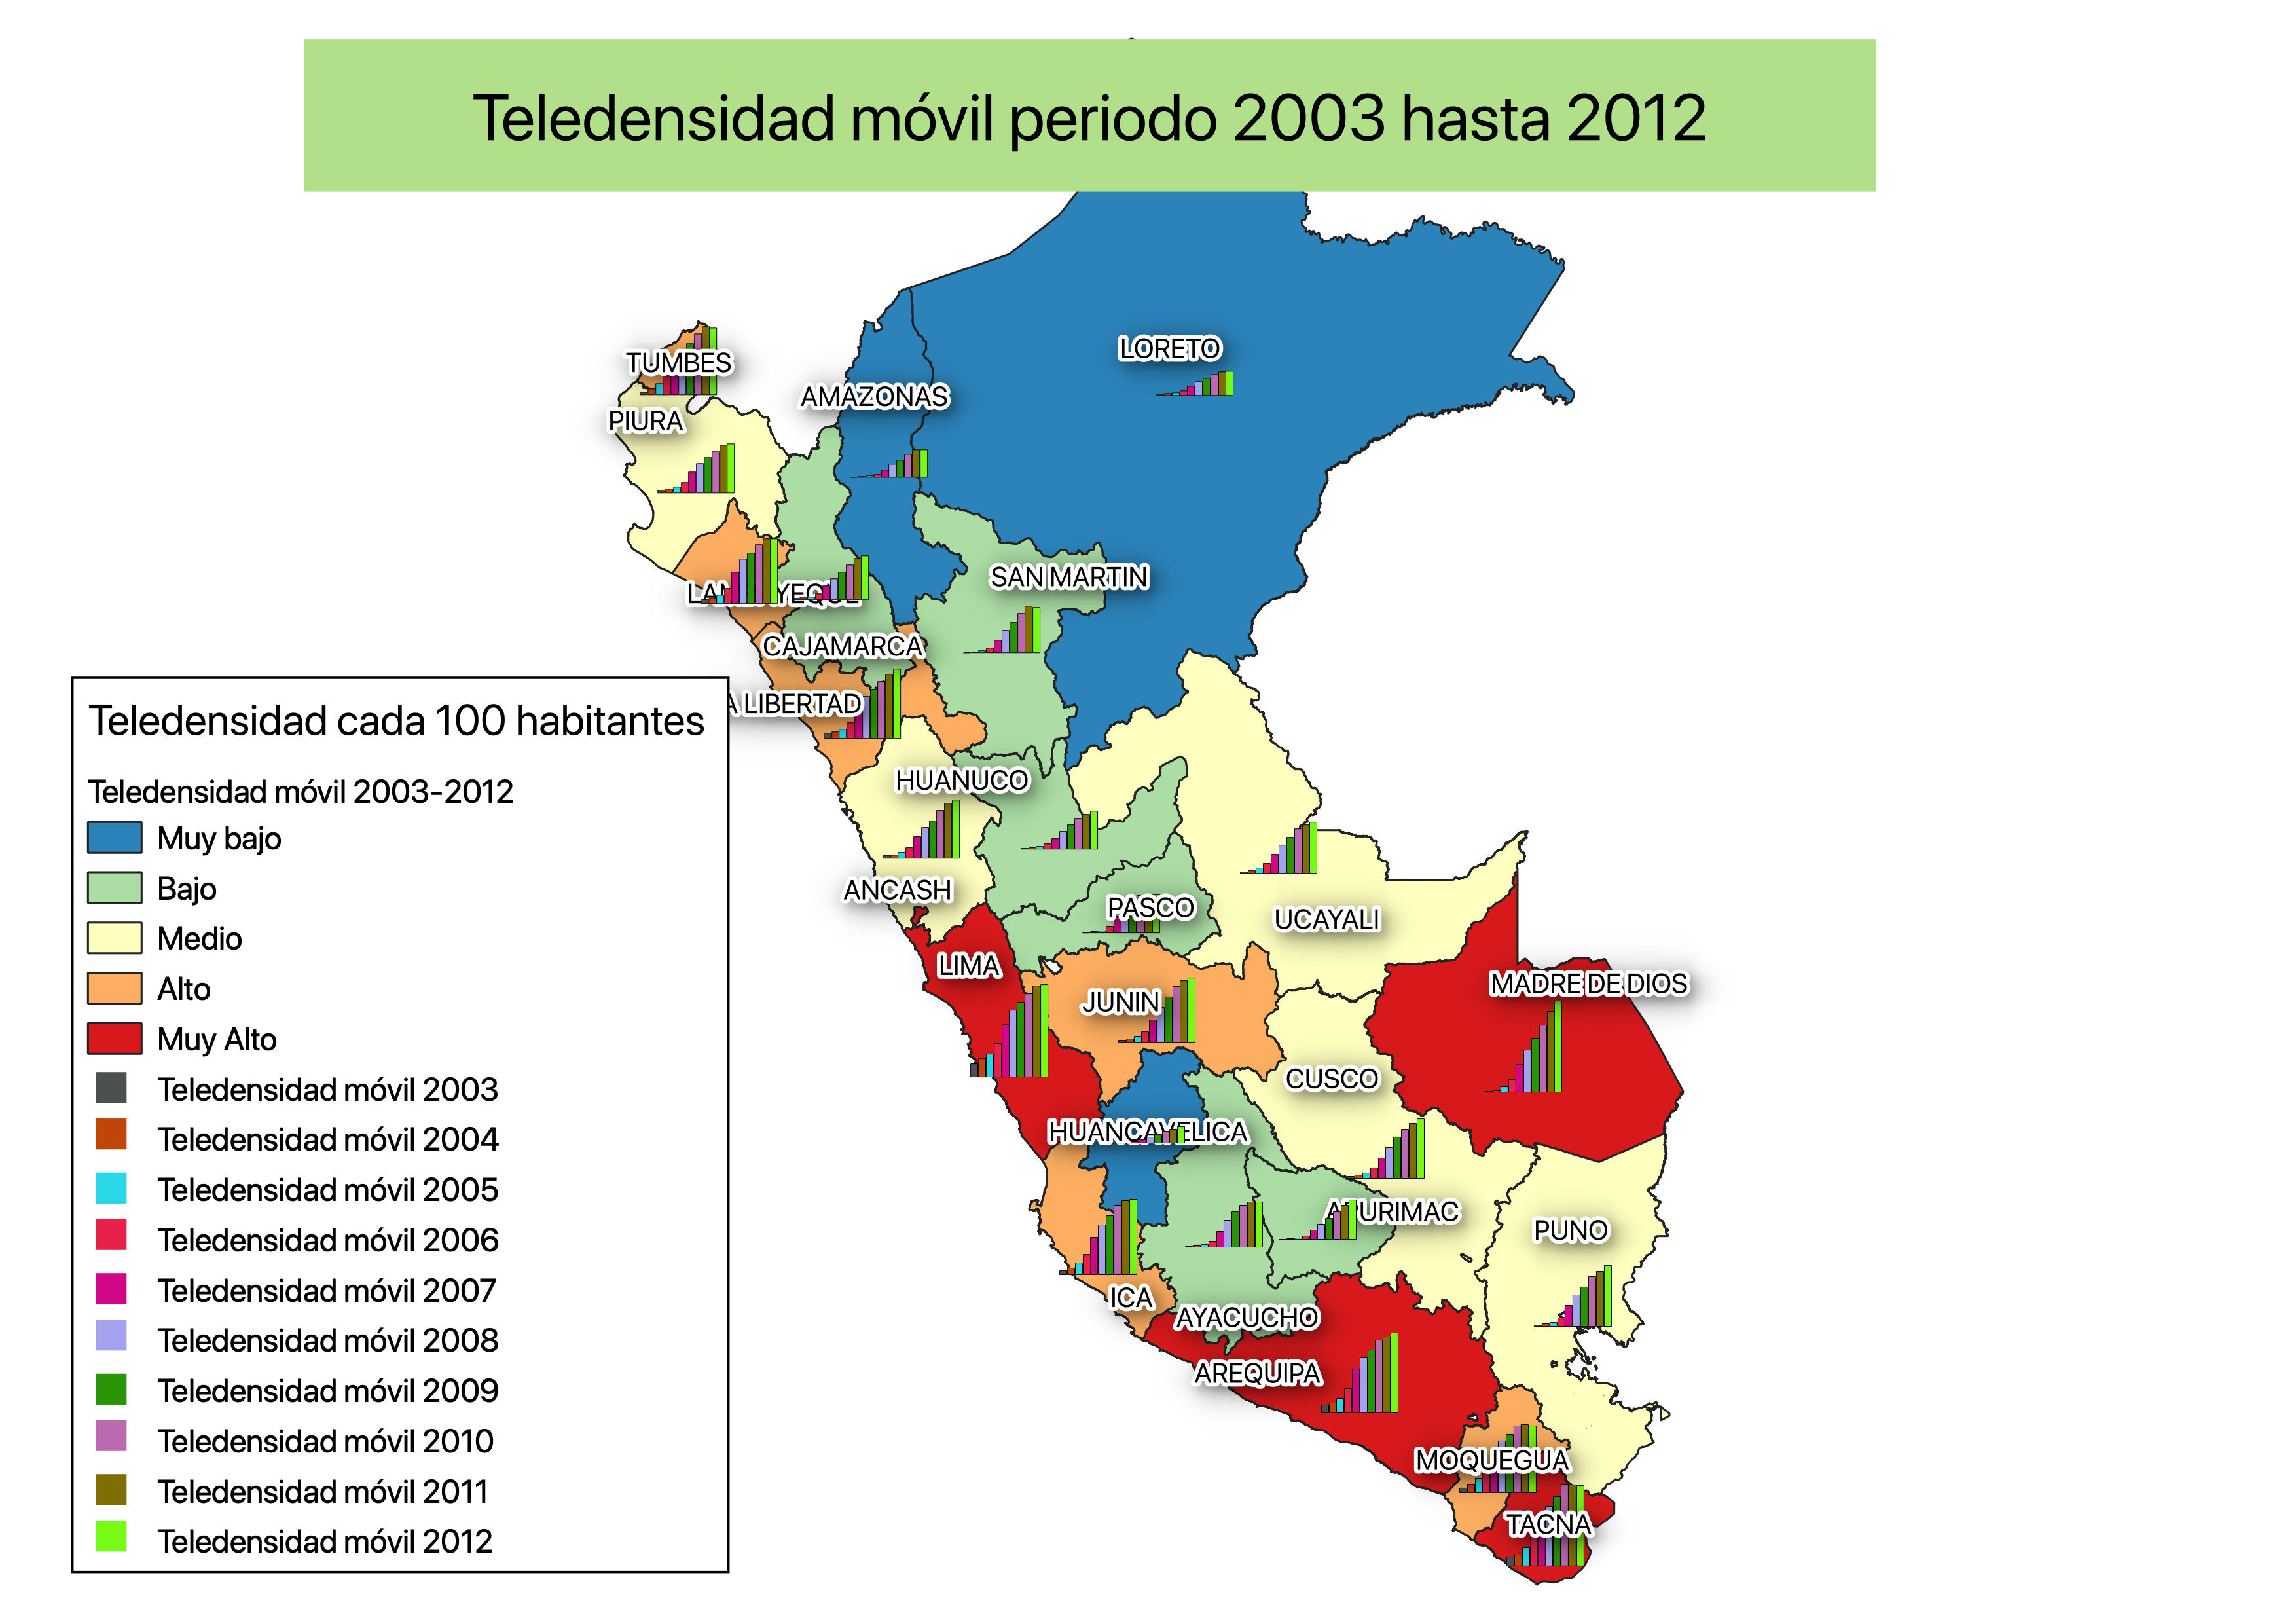 Teledensidad móvil periodo 2003 hasta 2012
LORETO
TUMBES
AMAZONAS
PIURA
SAN MARTIN
CAJAMARCA
LIBERTAD
HUANUCO
ANCASH
PASCO
UCAYALI
LIMA
MADRE DE DIOS
JUNIN
CUSCO
HUANCAVELICA
PUNO
ICA
AYACUCHO
AREQUIPA
MOQUEGUA
TACNA
Teledensidad cada 100 habitantes
Teledensidad móvil 2003-2012
Muy bajo
Bajo
Medio
Alto
Muy Alto
Teledensidad móvil 2003
Teledensidad móvil 2004
Teledensidad móvil 2005
Teledensidad móvil 2006
Teledensidad móvil 2007
Teledensidad móvil 2008
Teledensidad móvil 2009
Teledensidad móvil 2010
Teledensidad móvil 2011
Teledensidad móvil 2012